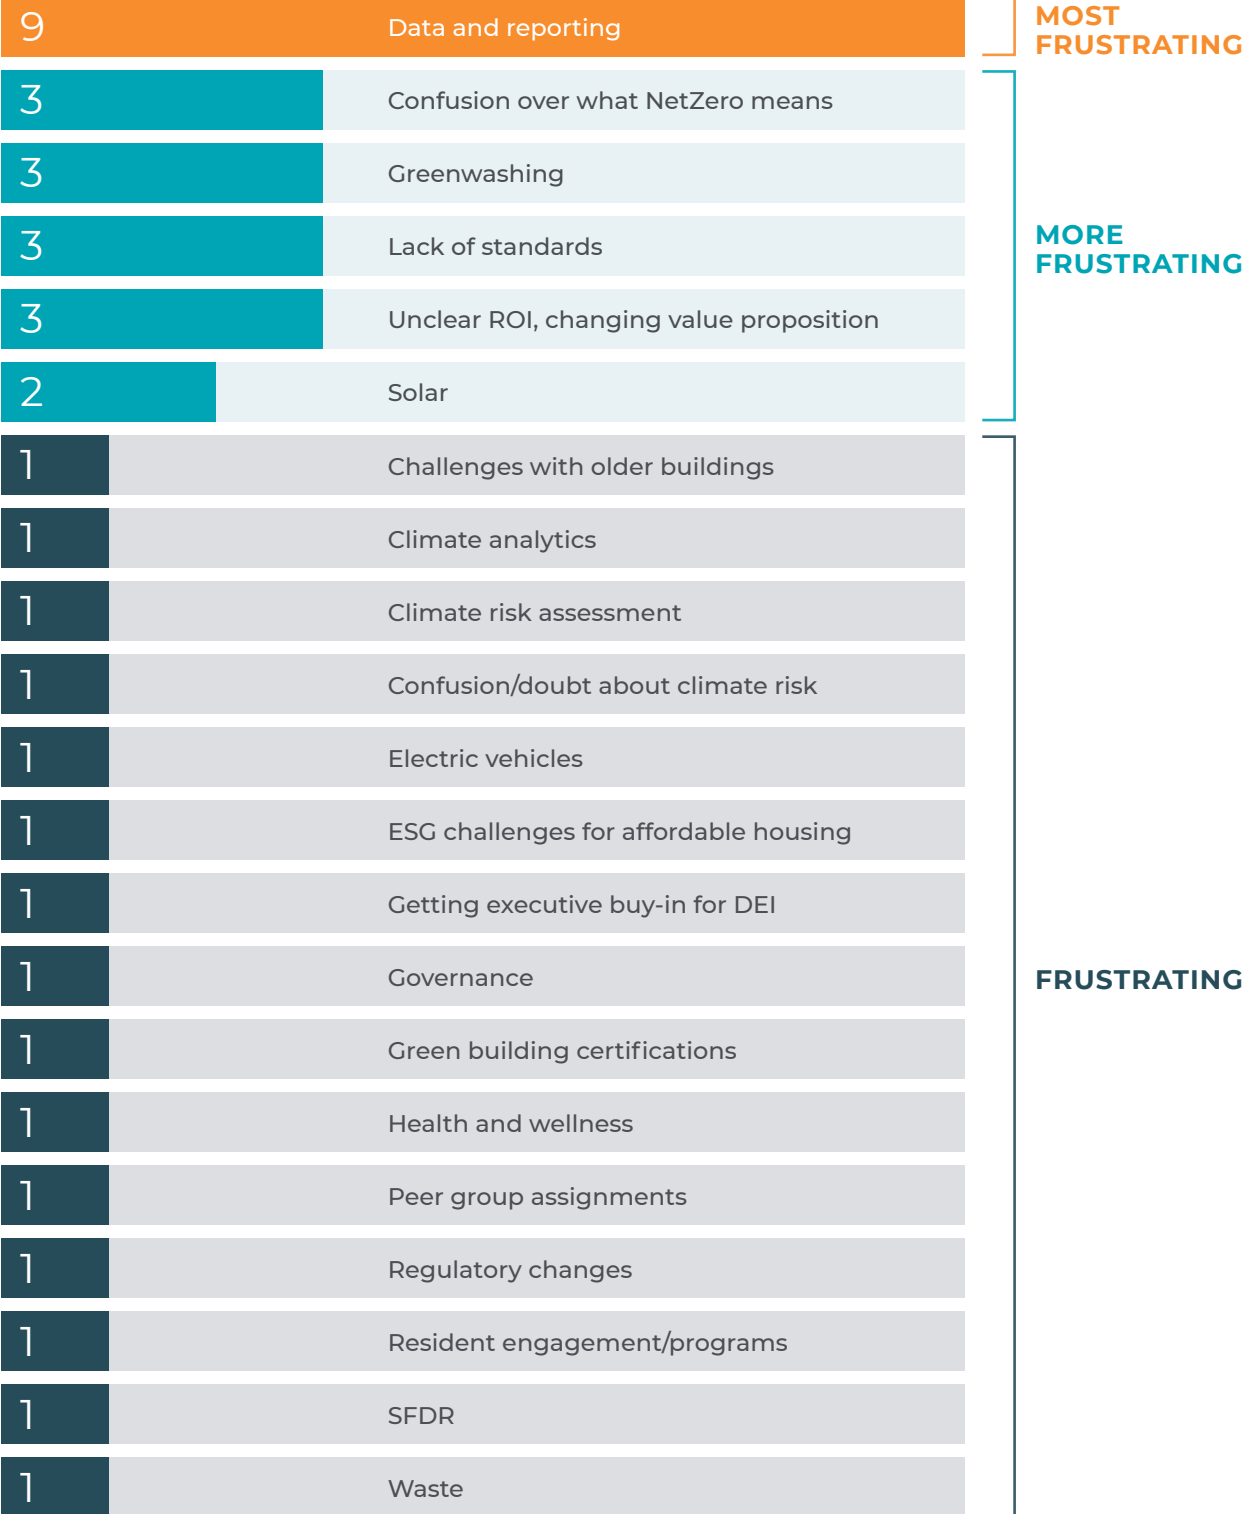 9 Data and reporting
MOST
FRUSTRATING
3 Confusion over what NetZero means
3 Greenwashing
3 Lack of standards
3 Unclear ROI, changing value proposition
2 Solar
MORE
FRUSTRATING
1 Challenges with older buildings
1 Climate analytics
1 Climate risk assessment
1 Confusion/doubt about climate risk
1 Electric vehicles
1 ESG challenges for affordable housing
1 Getting executive buy-in for DEI
1 Governance
1 Green building certifications
1 Health and wellness
1 Peer group assignments
1 Regulatory changes
1 Resident engagement/programs
1 SFDR
1 Waste
FRUSTRATING